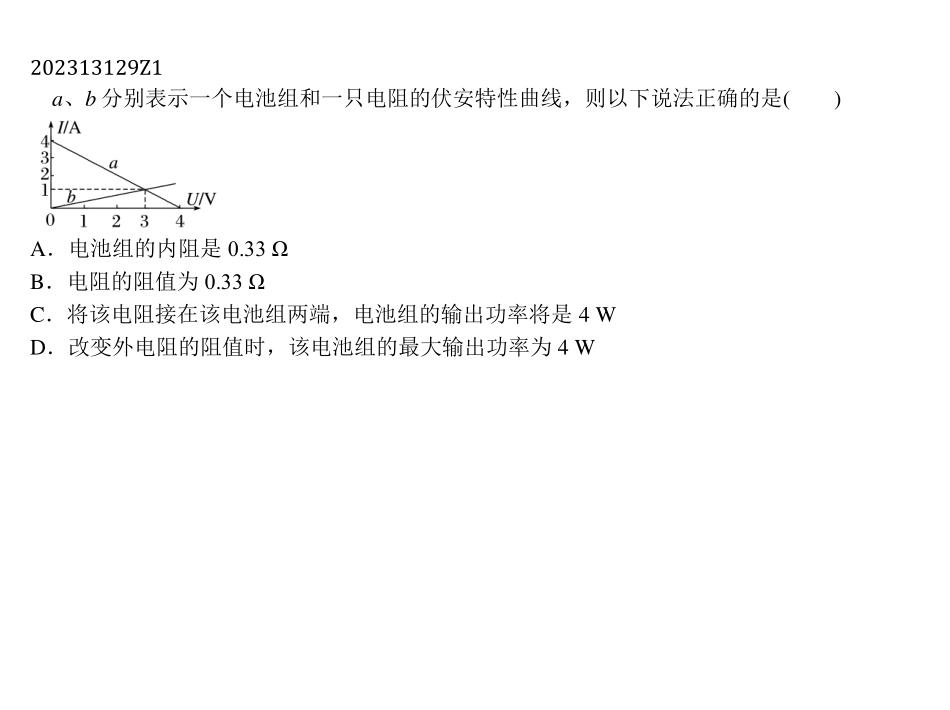 202313129Z1
a、b 分别表示一个电池组和一只电阻的伏安特性曲线，则以下说法正确的是(　　)
I/A
4
3
a
2
1
b
U/V
0 1 2 3 4
A．电池组的内阻是 0.33 Ω
B．电阻的阻值为 0.33 Ω
C．将该电阻接在该电池组两端，电池组的输出功率将是 4 W
D．改变外电阻的阻值时，该电池组的最大输出功率为 4 W